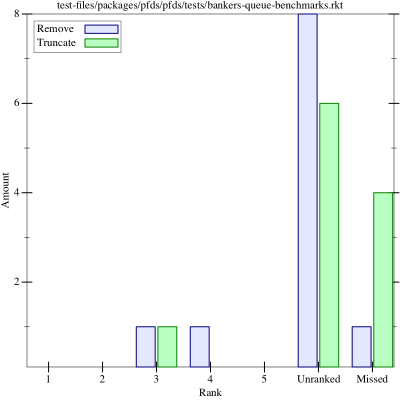 test-files/packages/pfds/pfds/tests/bankers-queue-benchmarks.rkt
Remove
Truncate
8
6
4
2
Amount
1 2 3 4 5 Unranked Missed
Rank